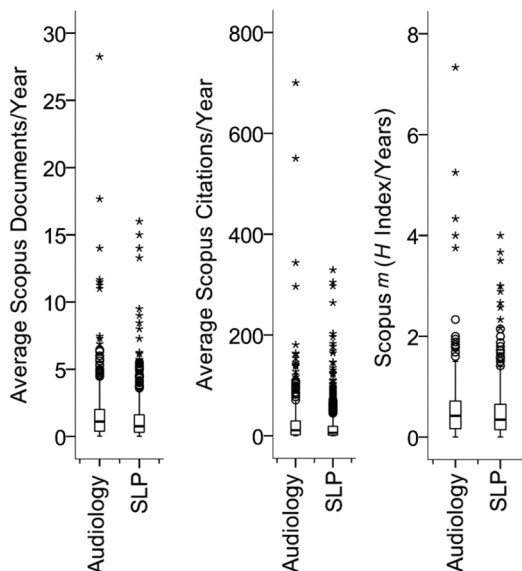 Average Scopus Documents/Year
30
25
20
15
10
5
0
Audiology
SLP
Average Scopus Citations/Year
800
600
400
200
0
Audiology
SLP
Scopus m (H Index/Years)
8
6
4
2
0
Audiology
SLP